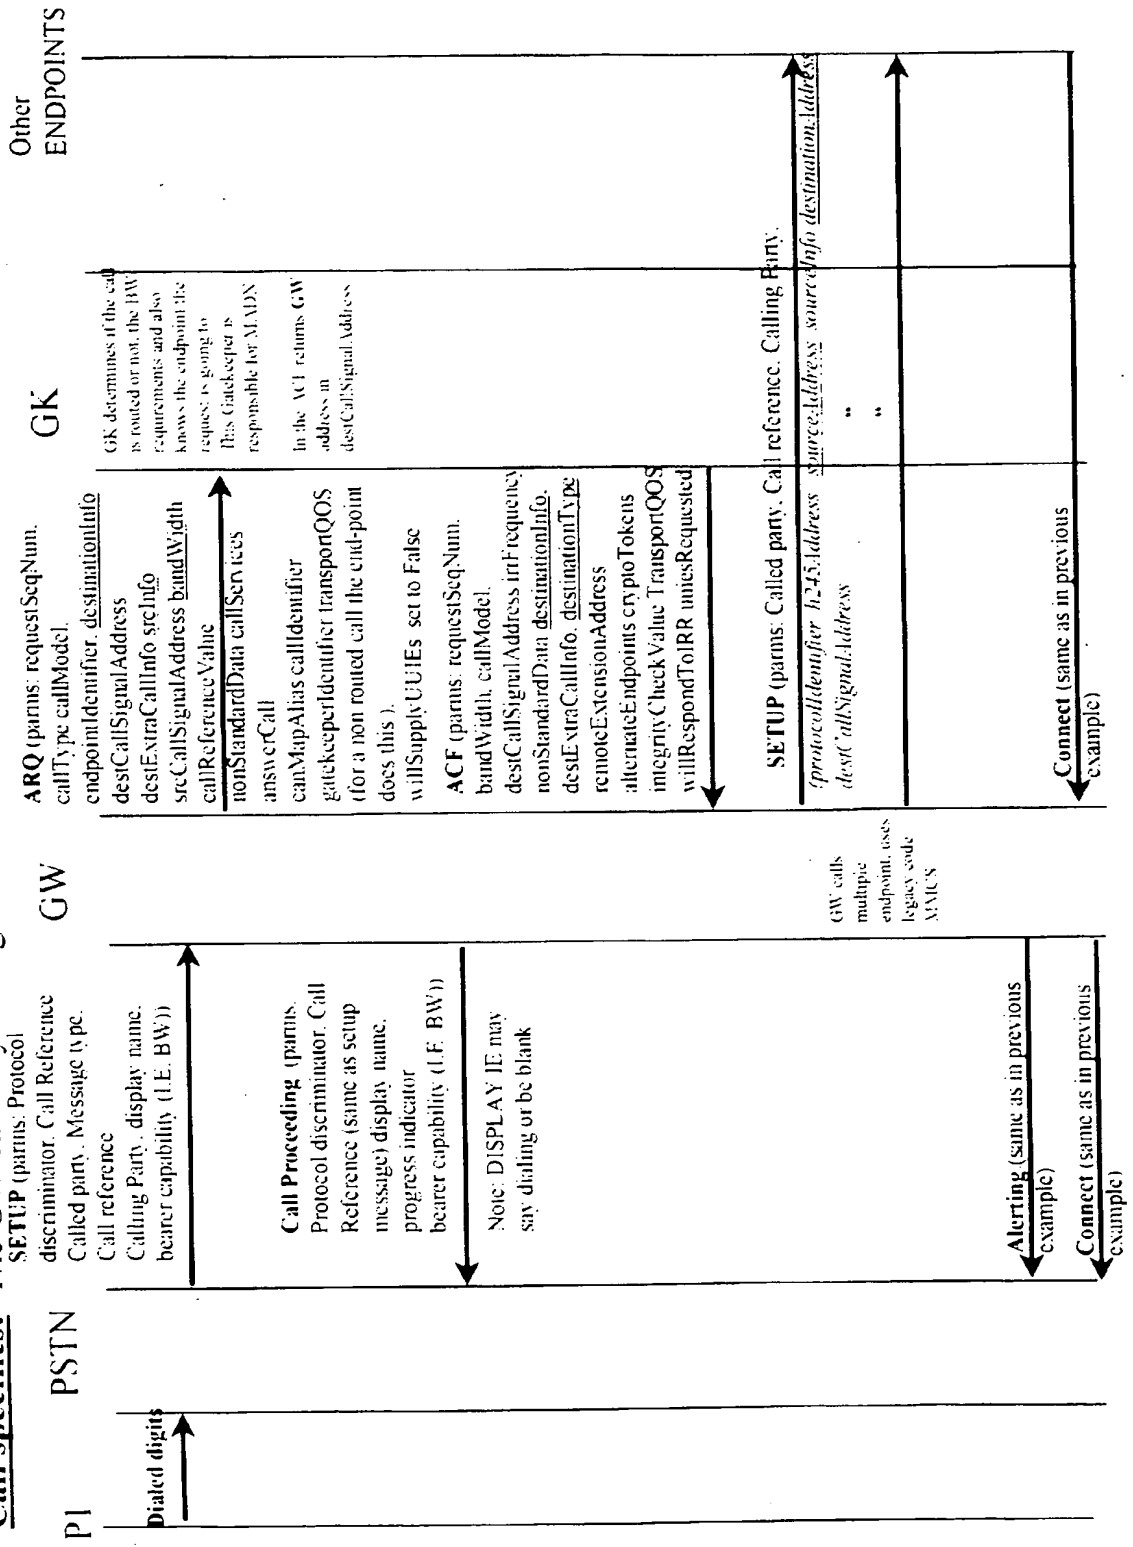 Call specifics:
P1
PSTN
GW
GK
Other
ENDPOINTS
Dialed digits
SETUP (parms: Protocol
discriminator. Call Reference
Called party. Message type.
Call reference
Calling Party. display name.
bearer capability (I.E. BW))
Call Proceeding (parms.
Protocol discriminator. Call
Reference (same as setup
message) display name.
progress indicator
bearer capability (I.E. BW))
Note: DISPLAY IE may
say dialing or be blank
Alerting (same as in previous
example)
Connect (same as in previous
example)
GW calls
multiple
endpoint. uses
legacy code
ARQ (parms: requestSeqNum.
callType callModel.
endpointIdentifier. destinationInfo
destCallSignalAddress
destExtraCallInfo srcInfo
srcCallSignalAddress bandWidth
callReferenceValue
nonStandardData callServices
answerCall
canMapAlias callIdentifier
gatekeeperIdentifier transportQOS
(for a non routed call the end-point
does this ).
willSupplyUUIEs set to False
ACF (parms: requestSeqNum.
bandWidth. callModel.
destCallSignalAddress irrFrequency
nonStandardData destinationInfo.
destExtraCallInfo. destinationType
remoteExtensionAddress
alternateEndpoints cryptoTokens
integrityCheckValue TransportQOS
willRespondToIRR uuiesRequested
GK determines if the call
is routed or not. the BW
requirements and also
knows the endpoint the
request is going to
This Gatekeeper is
responsible for MADN
In the ACF returns GW
address in
destCallSignalAddress
SETUP (parms: Called party. Call reference. Calling Party.
(protocolIdentifier h245Address sourceAddress sourceInfo destinationAddress
destCallSignalAddress
"
"
Connect (same as in previous
example)